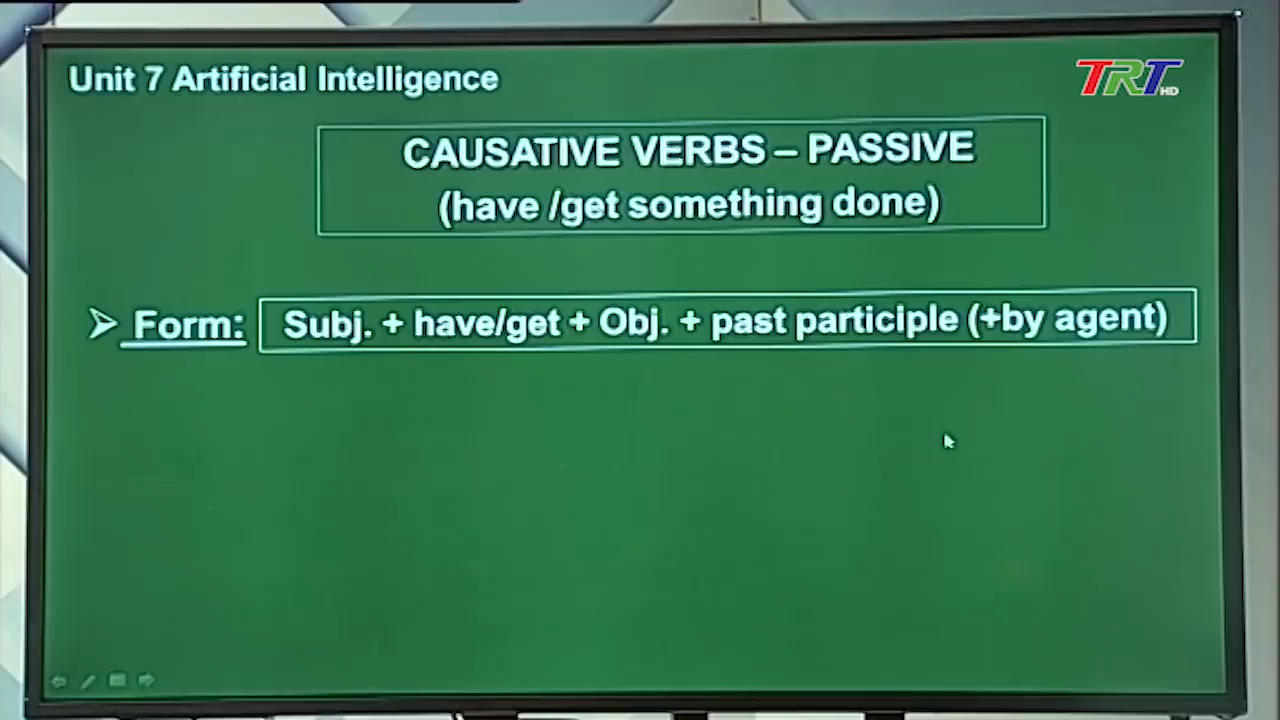 Unit 7 Artificial Intelligence
TRT HD
CAUSATIVE VERBS – PASSIVE
(have /get something done)
Form: Subj. + have/get + Obj. + past participle (+by agent)